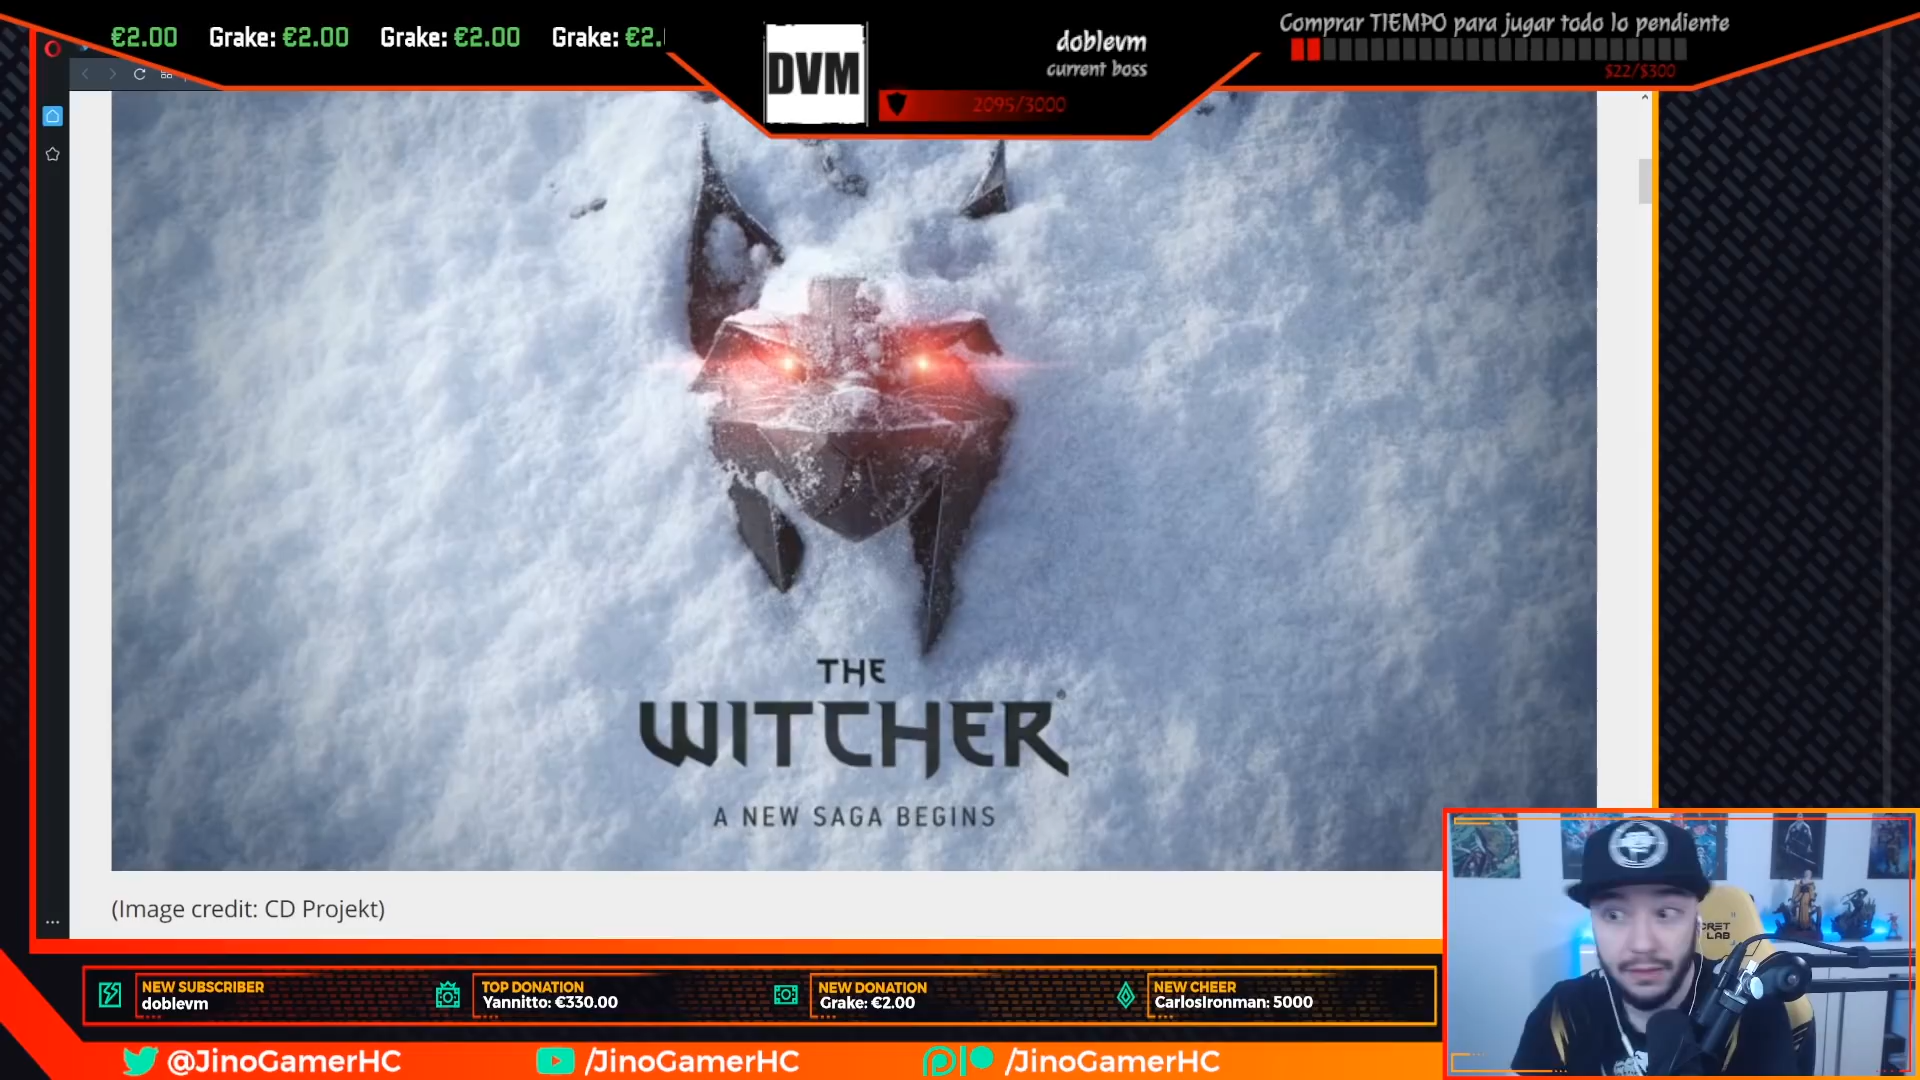 €2.00 Grake: €2.00 Grake: €2.00 Grake: €2.
DVM
doblevm
current boss
2095/3000
Comprar TIEMPO para jugar todo lo pendiente
$22/$300
THE
WITCHER®
A NEW SAGA BEGINS
(Image credit: CD Projekt)
CRET
LAB
NEW SUBSCRIBER
doblevm
TOP DONATION
Yannitto: €330.00
NEW DONATION
Grake: €2.00
NEW CHEER
CarlosIronman: 5000
@JinoGamerHC
/JinoGamerHC
/JinoGamerHC